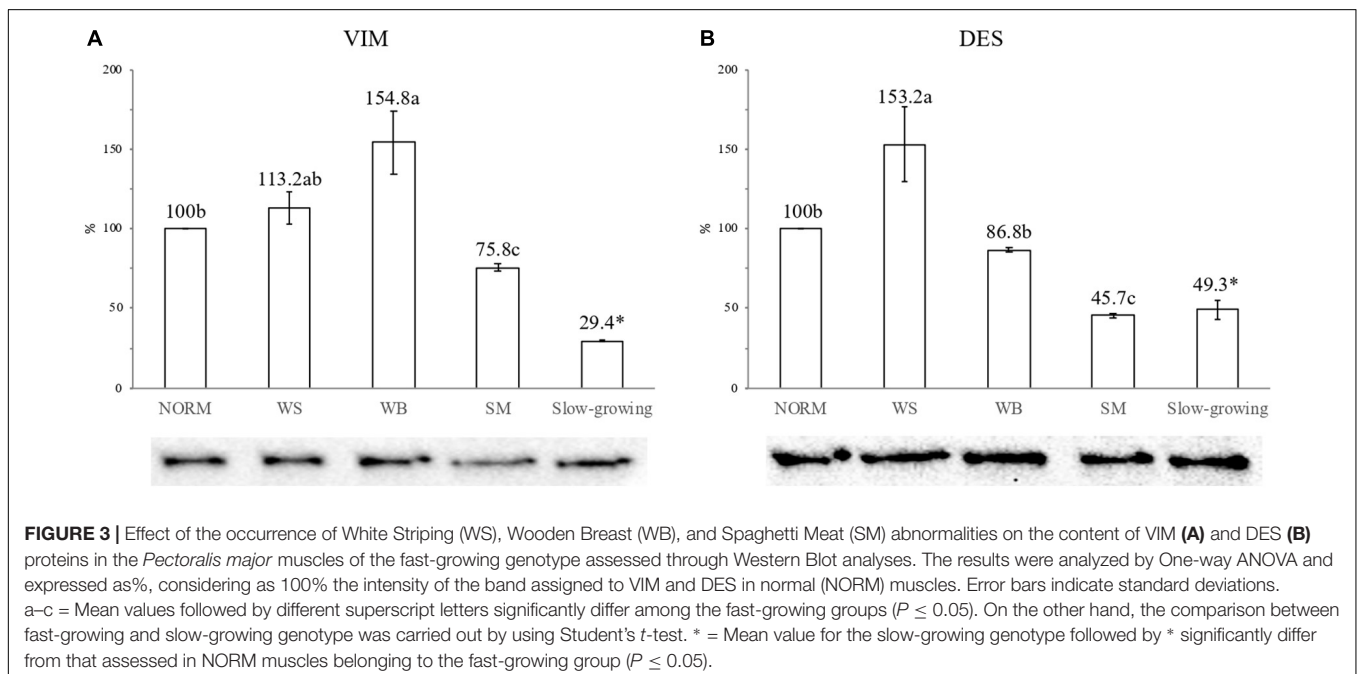 A
VIM
200
150
100
50
0
%
100b
113.2ab
154.8a
75.8c
29.4*
NORM WS WB SM Slow-growing
B
DES
200
150
100
50
0
%
100b
153.2a
86.8b
45.7c
49.3*
NORM WS WB SM Slow-growing
FIGURE 3 | Effect of the occurrence of White Striping (WS), Wooden Breast (WB), and Spaghetti Meat (SM) abnormalities on the content of VIM (A) and DES (B)
proteins in the Pectoralis major muscles of the fast-growing genotype assessed through Western Blot analyses. The results were analyzed by One-way ANOVA and
expressed as%, considering as 100% the intensity of the band assigned to VIM and DES in normal (NORM) muscles. Error bars indicate standard deviations.
a–c = Mean values followed by different superscript letters significantly differ among the fast-growing groups (P ≤ 0.05). On the other hand, the comparison between
fast-growing and slow-growing genotype was carried out by using Student's t-test. * = Mean value for the slow-growing genotype followed by * significantly differ
from that assessed in NORM muscles belonging to the fast-growing group (P ≤ 0.05).